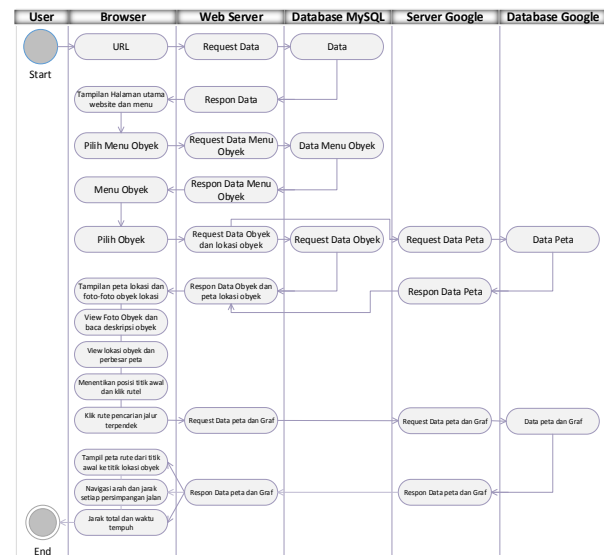 User Browser Web Server Database MySQL Server Google Database Google
URL Request Data Data
Start
Tampilan Halaman utama
website dan menu
Respon Data
Pilih Menu Obyek
Request Data Menu
Obyek
Data Menu Obyek
Menu Obyek
Respon Data Menu
Obyek
Pilih Obyek
Request Data Obyek
dan lokasi obyek
Request Data Obyek
Request Data Peta
Data Peta
Tampilan peta lokasi dan
foto-foto obyek lokasi
Respon Data Obyek dan
peta lokasi obyek
Respon Data Peta
View Foto Obyek dan
baca deskripsi obyek
View lokasi obyek dan
perbesar peta
Menentikan posisi titik awal
dan klik rutel
Klik rute pencarian jalur
terpendek
Request Data peta dan Graf
Request Data peta dan Graf
Data peta dan Graf
Tampil peta rute dari titik
awal ke titik lokasi obyek
Navigasi arah dan jarak
setiap persimpangan jalan
Respon Data peta dan Graf
Respon Data peta dan Graf
Jarak total dan waktu
tempuh
End